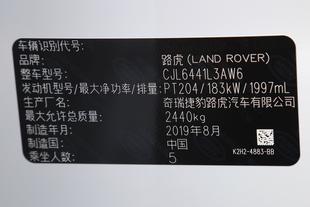 车辆识别代号:
品牌: 路虎 (LAND ROVER)
整车型号: CJL6441L3AW6
发动机型号/最大净功率/排量: PT204/183kW/1997mL
奇瑞捷豹路虎汽车有限公司
最大允许总质量: 2440kg
制造年月: 2019年8月
制造国: 中国
乘坐人数: 5
K2H2-4883-BB